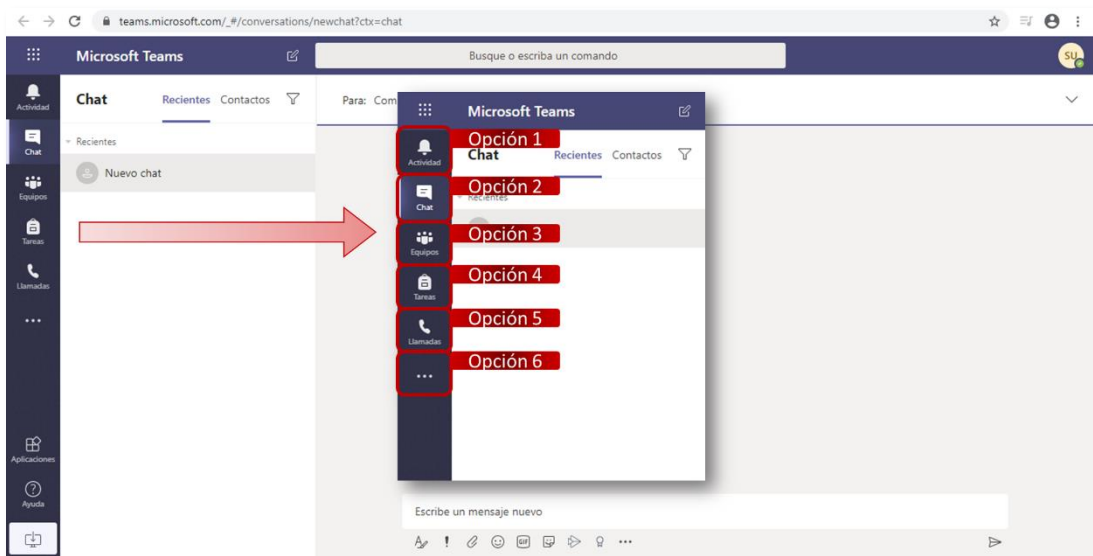 teams.microsoft.com/_#/conversations/newchat?ctx=chat
Microsoft Teams
Busque o escriba un comando
SU
Actividad
Chat
Equipos
Tareas
Llamadas
Aplicaciones
Ayuda
Chat Recientes Contactos
Recientes
Nuevo chat
Para: Com
Microsoft Teams
Actividad
Opción 1
Chat Recientes Contactos
Chat
Opción 2
Recientes
Equipos
Opción 3
Tareas
Opción 4
Llamadas
Opción 5
Opción 6
Escribe un mensaje nuevo
GIF